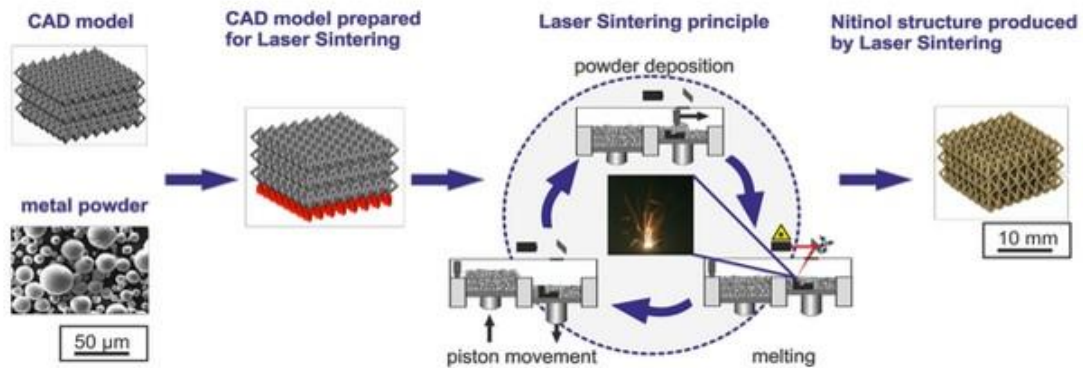 CAD model
CAD model prepared
for Laser Sintering
Laser Sintering principle
Nitinol structure produced
by Laser Sintering
powder deposition
metal powder
50 µm
piston movement
melting
10 mm